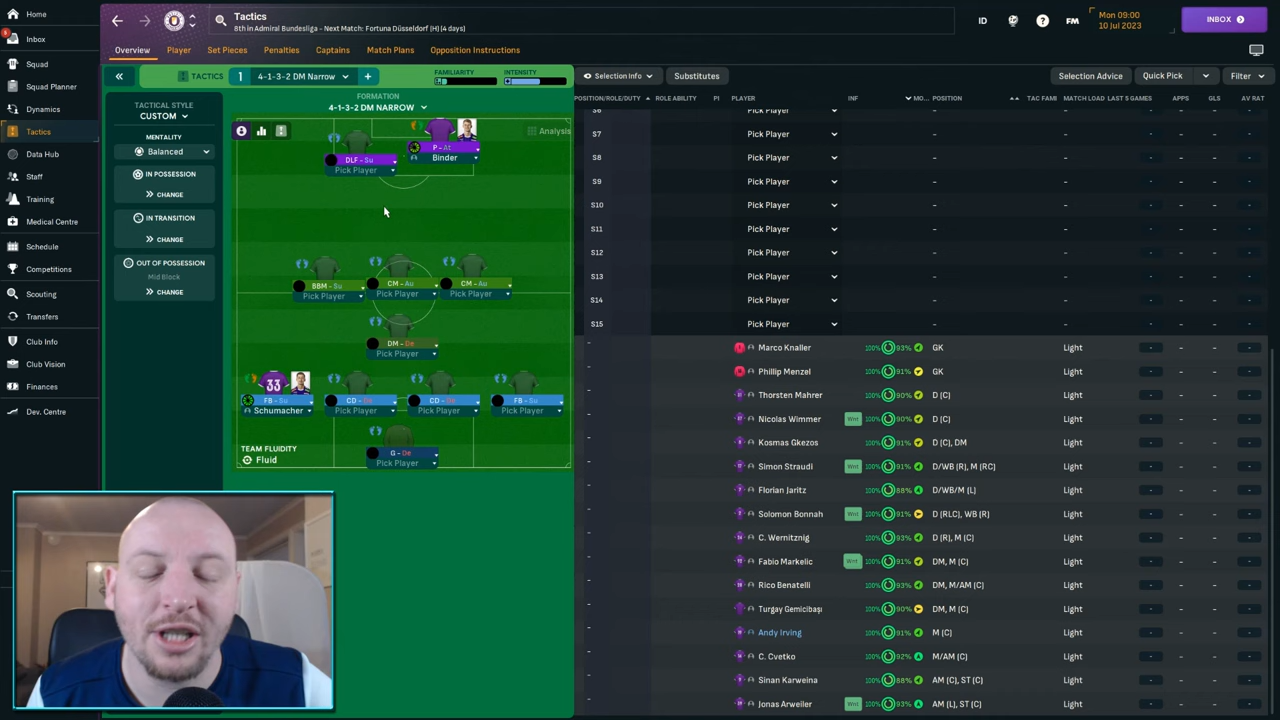 Home
Inbox
Squad
Squad Planner
Dynamics
Tactics
Data Hub
Staff
Training
Medical Centre
Schedule
Competitions
Scouting
Transfers
Club Info
Club Vision
Finances
Dev. Centre
Tactics
8th in Admiral Bundesliga - Next Match: Fortuna Düsseldorf (H) (4 days)
ID
FM
Mon 09:00
10 Jul 2023
INBOX
Overview
Player
Set Pieces
Penalties
Captains
Match Plans
Opposition Instructions
TACTICS
1
4-1-3-2 DM Narrow
FAMILIARITY
INTENSITY
TACTICAL STYLE
CUSTOM
MENTALITY
Balanced
IN POSSESSION
CHANGE
IN TRANSITION
CHANGE
OUT OF POSSESSION
Mid Block
CHANGE
FORMATION
4-1-3-2 DM NARROW
Analysis
DLF - Su
Pick Player
P - At
Binder
BBM - Su
Pick Player
CM - Au
Pick Player
CM - Au
Pick Player
DM - De
Pick Player
33
FB - Su
Schumacher
CD - De
Pick Player
CD - De
Pick Player
FB - Su
Pick Player
G - De
Pick Player
TEAM FLUIDITY
Fluid
Selection Info
Substitutes
Selection Advice
Quick Pick
Filter
POSITION/ROLE/DUTY ROLE ABILITY PI PLAYER INF MO... POSITION TAC FAMI MATCH LOAD LAST 5 GAMES APPS GLS AV RAT
S6 Pick Player - - - - -
S7 Pick Player - - - - -
S8 Pick Player - - - - -
S9 Pick Player - - - - -
S10 Pick Player - - - - -
S11 Pick Player - - - - -
S12 Pick Player - - - - -
S13 Pick Player - - - - -
S14 Pick Player - - - - -
S15 Pick Player - - - - -
- Marco Knaller 100% 93% GK Light - - -
- Phillip Menzel 100% 91% GK Light - - -
- Thorsten Mahrer 100% 90% D (C) Light - - -
- Nicolas Wimmer Wnt 100% 90% D (C) Light - - -
- Kosmas Gkezos 100% 91% D (C), DM Light - - -
- Simon Straudi Wnt 100% 91% D/WB (R), M (RC) Light - - -
- Florian Jaritz 100% 88% D/WB/M (L) Light - - -
- Solomon Bonnah Wnt 100% 91% D (RLC), WB (R) Light - - -
- C. Wernitznig 100% 93% D (R), M (C) Light - - -
- Fabio Markelic Wnt 100% 91% DM, M (C) Light - - -
- Rico Benatelli 100% 93% DM, M/AM (C) Light - - -
- Turgay Gemicibaşı 100% 90% DM, M (C) Light - - -
- Andy Irving 100% 91% M (C) Light - - -
- C. Cvetko 100% 92% M/AM (C) Light - - -
- Sinan Karweina 100% 88% AM (C), ST (C) Light - - -
- Jonas Arweiler Wnt 100% 93% AM (L), ST (C) Light - - -